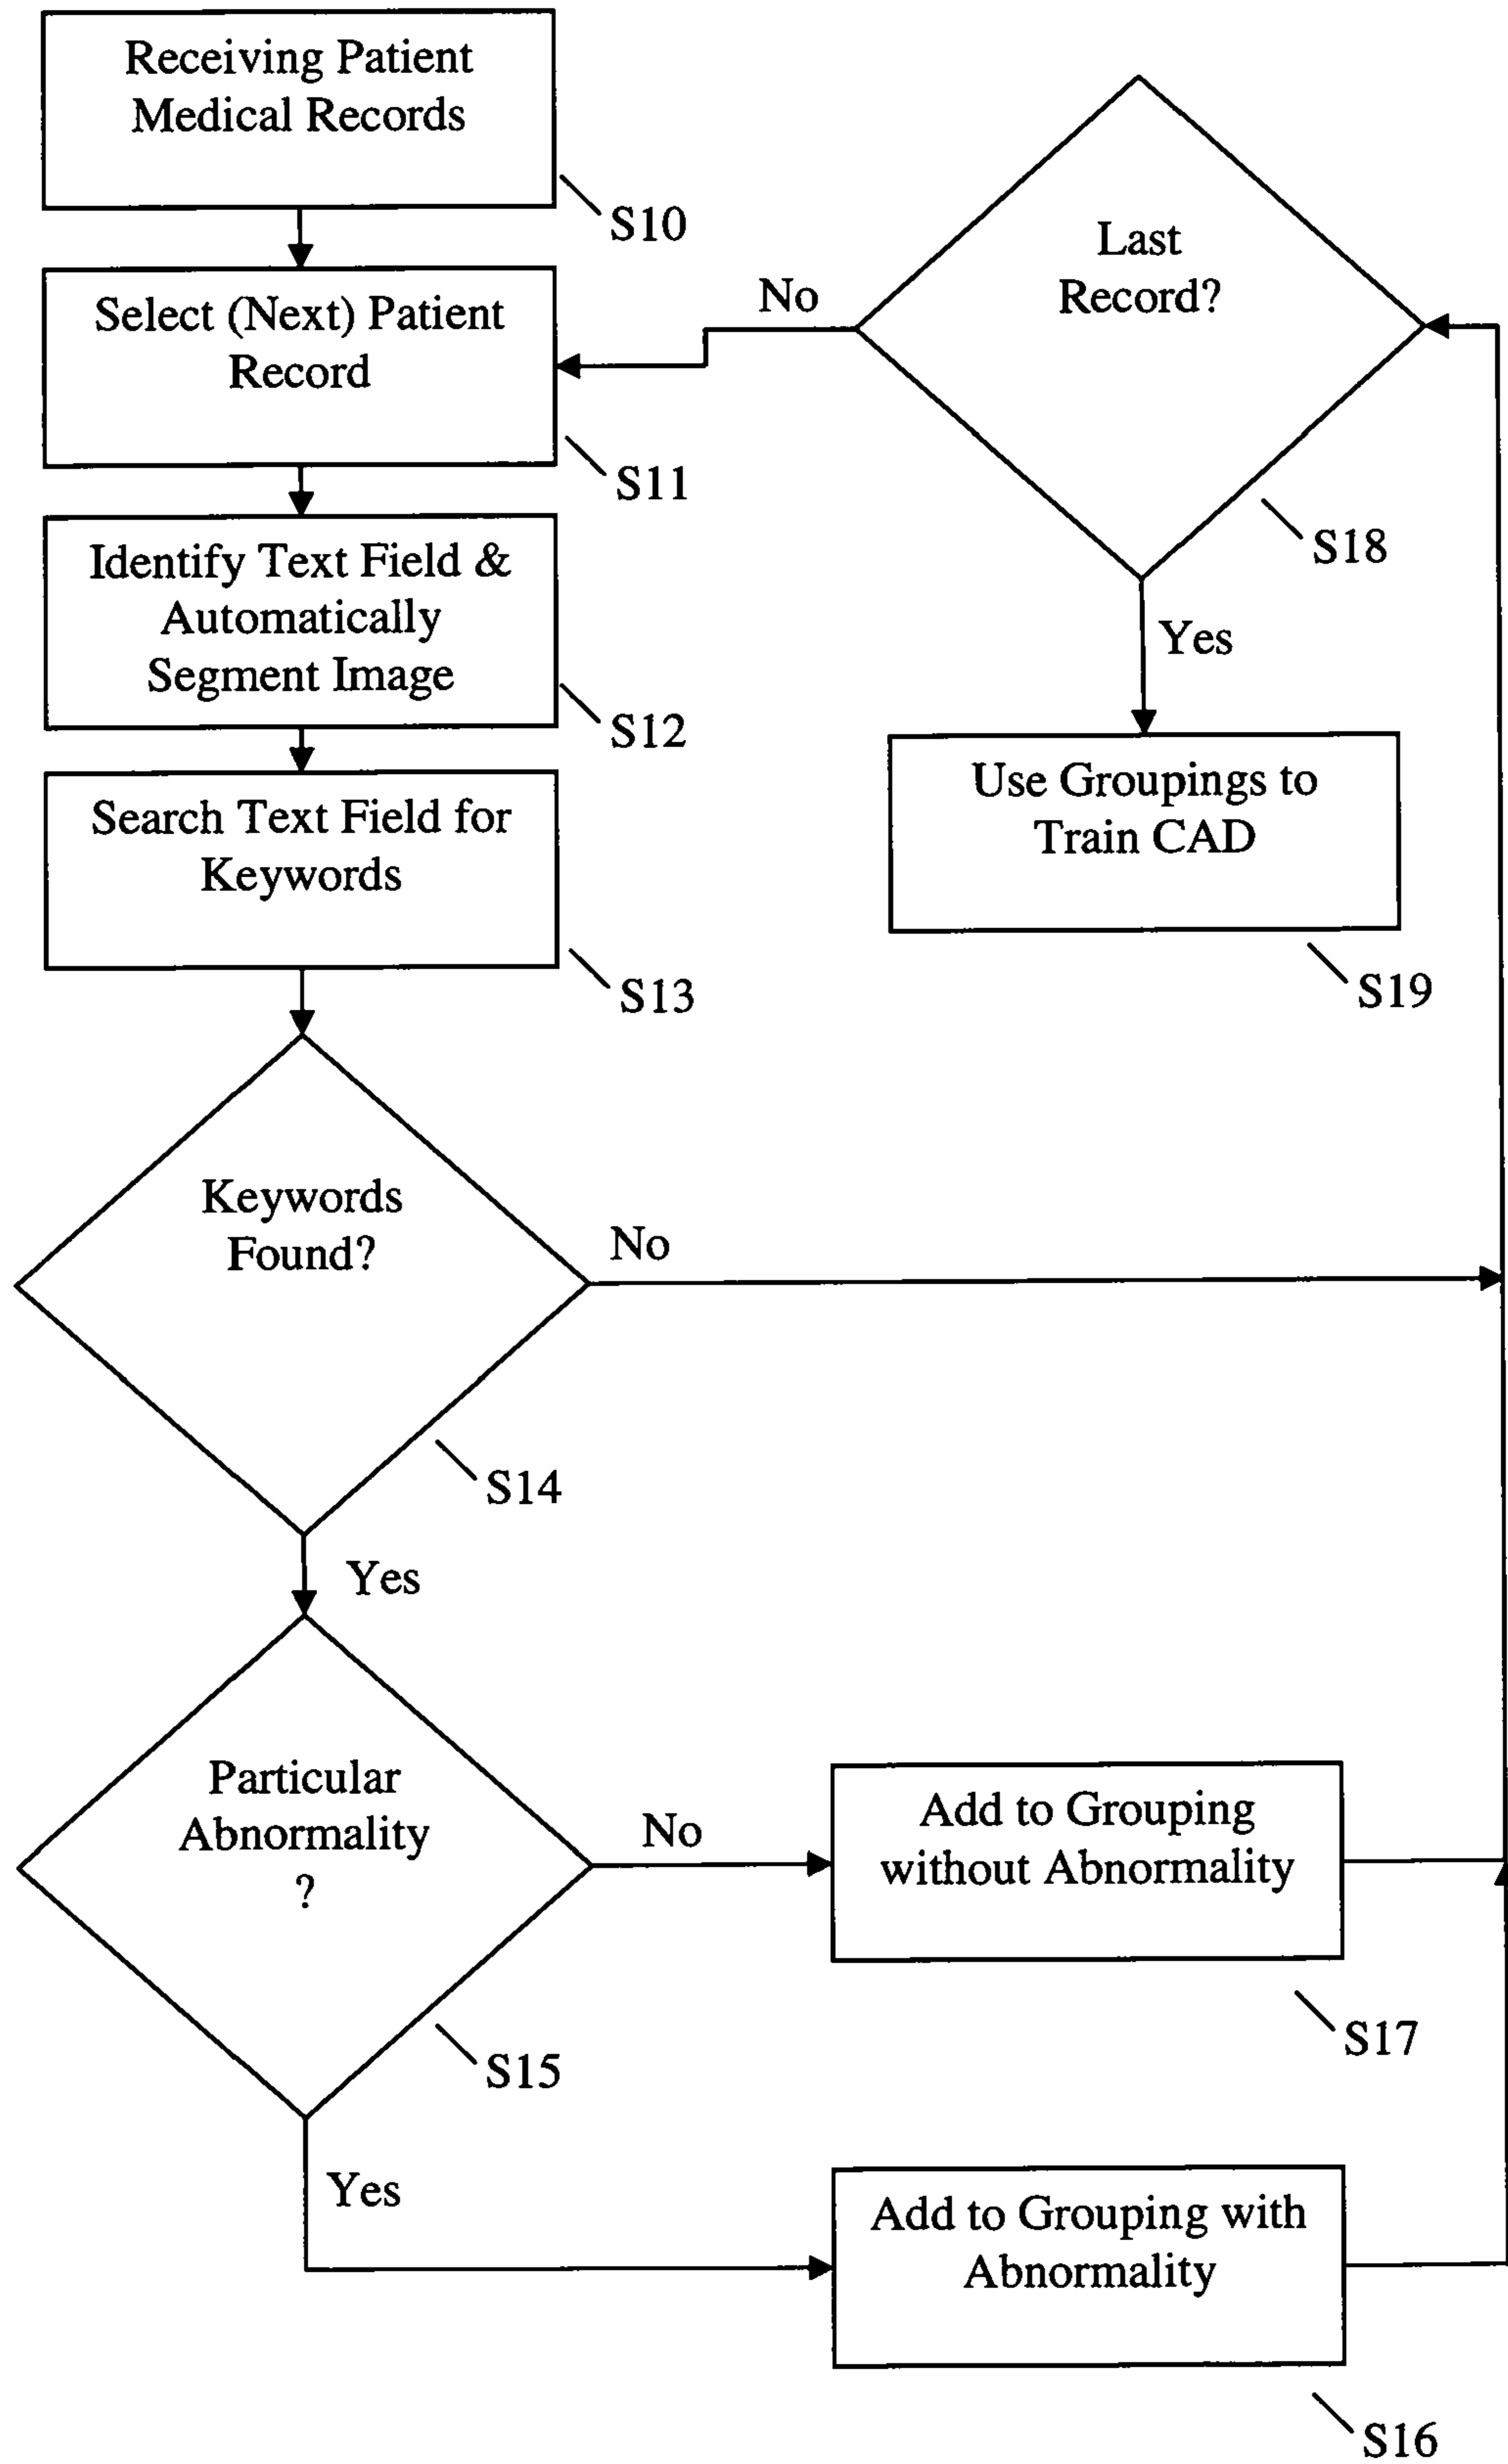 Receiving Patient
Medical Records
S10
Select (Next) Patient
Record
S11
Identify Text Field &
Automatically
Segment Image
S12
Search Text Field for
Keywords
S13
Keywords
Found?
No
S14
Yes
Particular
Abnormality
?
No
S15
Yes
Add to Grouping
without Abnormality
S17
Add to Grouping with
Abnormality
S16
Last
Record?
No
S18
Yes
Use Groupings to
Train CAD
S19